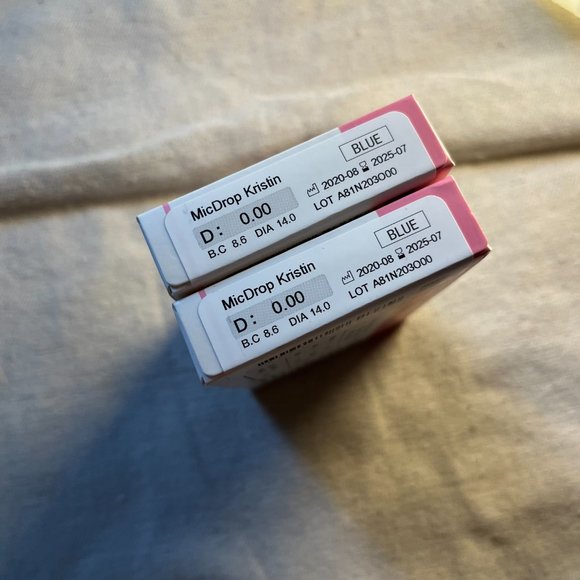 MicDrop Kristin
D: 0.00
B.C 8.6 DIA 14.0
BLUE
2020-08 2025-07
LOT A81N203O00
MicDrop Kristin
D: 0.00
B.C 8.6 DIA 14.0
BLUE
2020-08 2025-07
LOT A81N203O00